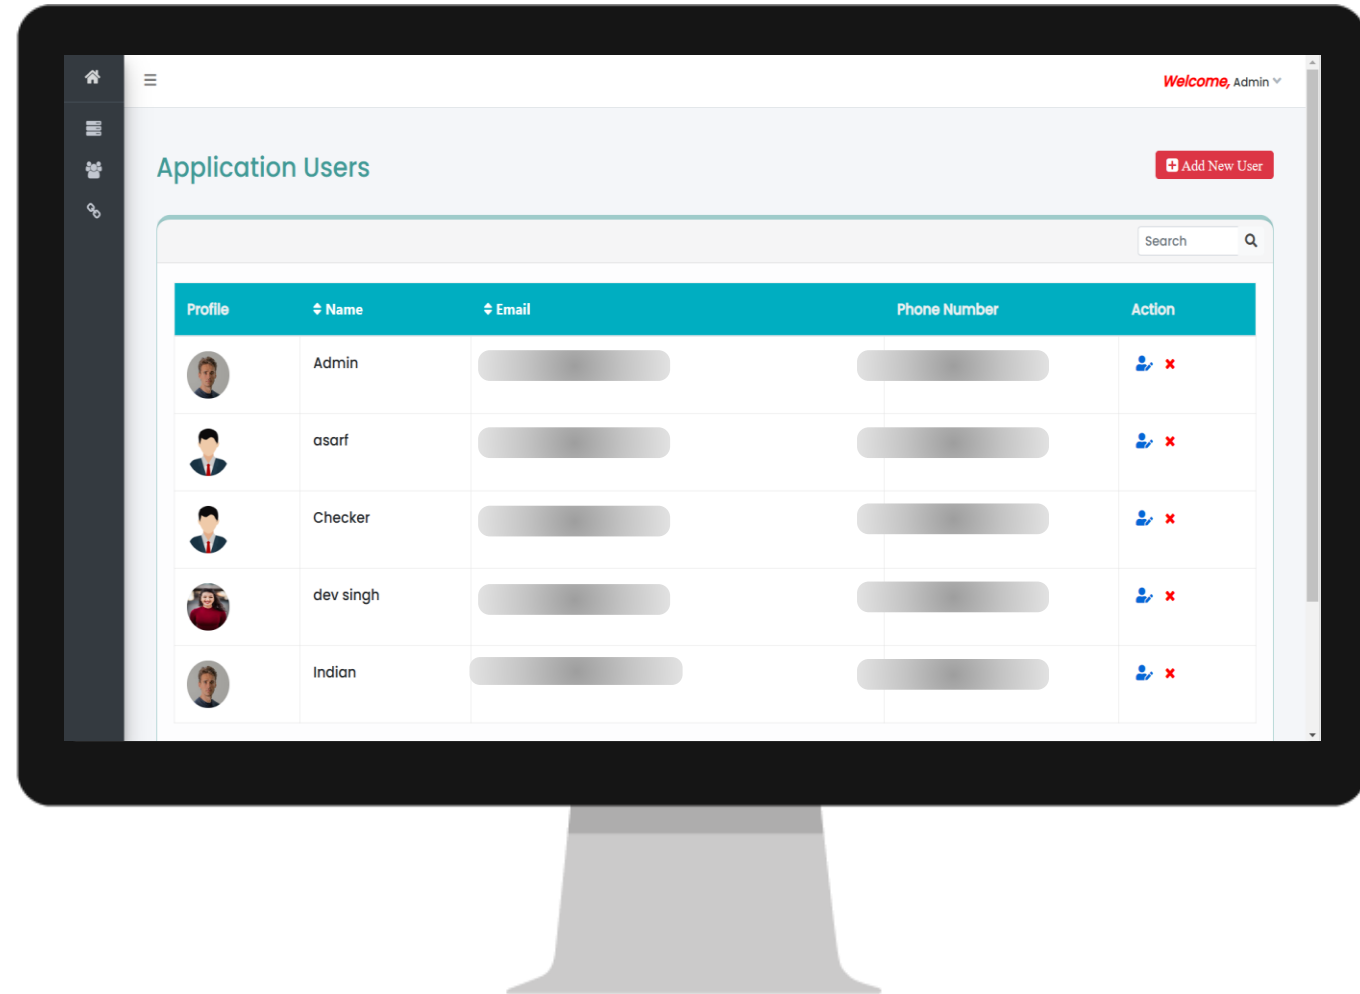 Welcome, Admin
Application Users
Add New User
Search
Profile Name Email Phone Number Action
Admin
asarf
Checker
dev singh
Indian